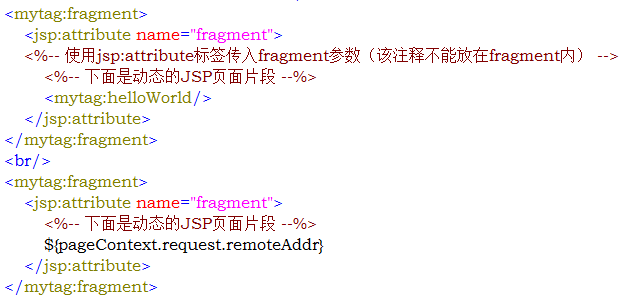 <mytag:fragment>
<jsp:attribute name="fragment">
<%-- 使用jsp:attribute标签传入fragment参数（该注释不能放在fragment内） -->
<%-- 下面是动态的JSP页面片段 --%>
<mytag:helloWorld/>
</jsp:attribute>
</mytag:fragment>
<br/>
<mytag:fragment>
<jsp:attribute name="fragment">
<%-- 下面是动态的JSP页面片段 --%>
${pageContext.request.remoteAddr}
</jsp:attribute>
</mytag:fragment>